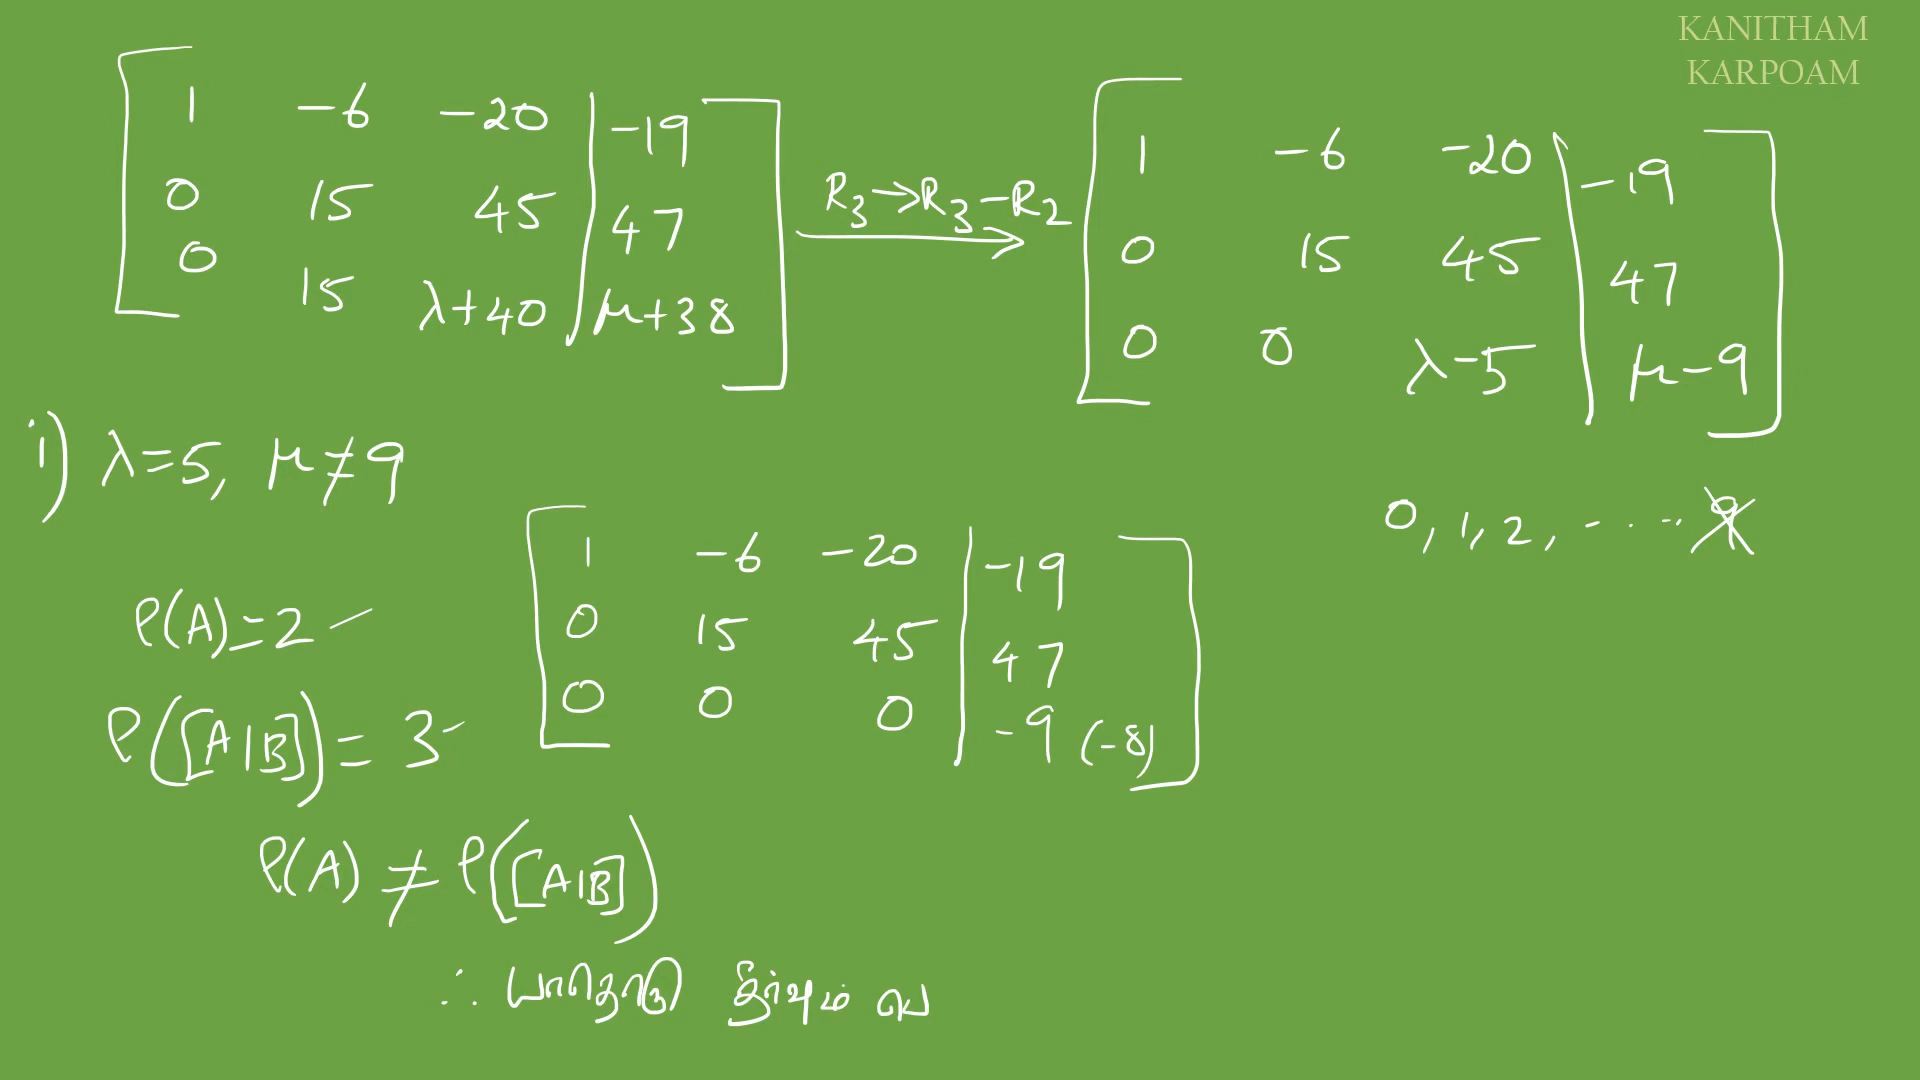 KANITHAM
KARPOAM
1 -6 -20 | -19
0 15 45 | 47
0 15 λ+40 | μ+38
R3→R3-R2
1 -6 -20 | -19
0 15 45 | 47
0 0 λ-5 | μ-9
i) λ=5, μ≠9
0, 1, 2, ..... 9
1 -6 -20 | -19
0 15 45 | 47
0 0 0 | -9 (-8)
ρ(A)=2
ρ([A|B])=3
ρ(A) ≠ ρ([A|B])
∴ யாதொரு தீர்வும்